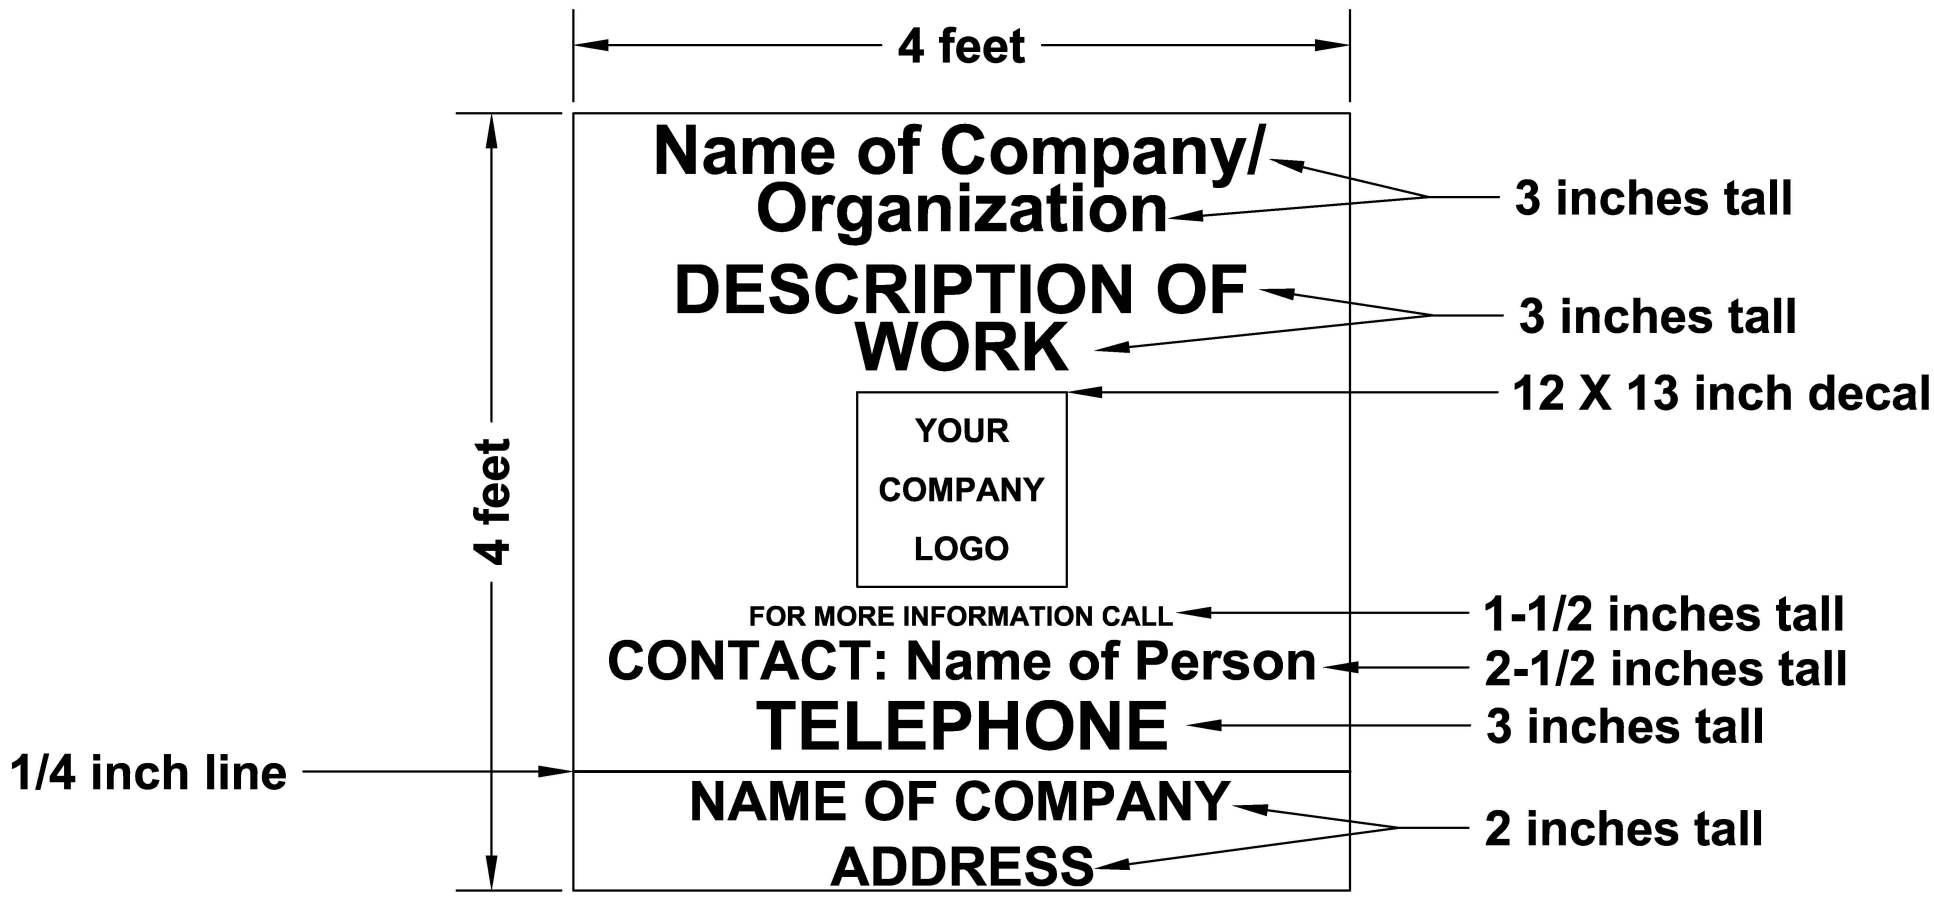 4 feet
Name of Company/
Organization
3 inches tall
DESCRIPTION OF
WORK
3 inches tall
12 X 13 inch decal
YOUR
COMPANY
LOGO
4 feet
FOR MORE INFORMATION CALL
1-1/2 inches tall
CONTACT: Name of Person
2-1/2 inches tall
TELEPHONE
3 inches tall
1/4 inch line
NAME OF COMPANY
ADDRESS
2 inches tall